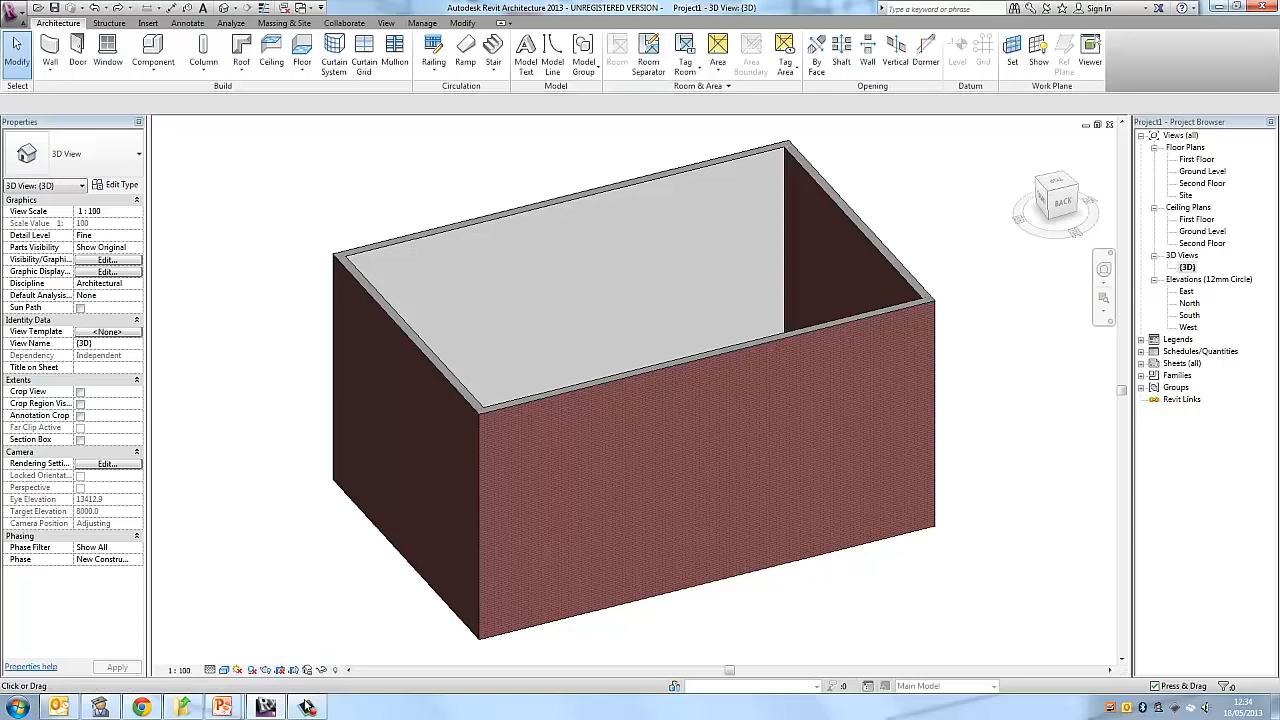 Autodesk Revit Architecture 2013 - UNREGISTERED VERSION - Project1 - 3D View: {3D}
Type a keyword or phrase
Sign In
Architecture Structure Insert Annotate Analyze Massing & Site Collaborate View Manage Modify
Modify Wall Door Window Component Column Roof Ceiling Floor Curtain System Curtain Grid Mullion Railing Ramp Stair Model Text Model Line Model Group Room Room Separator Tag Room Area Area Boundary Tag Area By Face Shaft Wall Vertical Dormer Level Grid Set Show Ref Plane Viewer
Select Build Circulation Model Room & Area Opening Datum Work Plane
Properties
3D View
3D View: {3D} Edit Type
Graphics
View Scale 1 : 100
Scale Value 1: 100
Detail Level Fine
Parts Visibility Show Original
Visibility/Graphi... Edit...
Graphic Display... Edit...
Discipline Architectural
Default Analysis... None
Sun Path
Identity Data
View Template <None>
View Name {3D}
Dependency Independent
Title on Sheet
Extents
Crop View
Crop Region Vis...
Annotation Crop
Far Clip Active
Section Box
Camera
Rendering Setti... Edit...
Locked Orientat...
Perspective
Eye Elevation 13412.9
Target Elevation 8000.0
Camera Position Adjusting
Phasing
Phase Filter Show All
Phase New Constru...
Properties help Apply
BACK
Project1 - Project Browser
Views (all)
Floor Plans
First Floor
Ground Level
Second Floor
Site
Ceiling Plans
First Floor
Ground Level
Second Floor
3D Views
{3D}
Elevations (12mm Circle)
East
North
South
West
Legends
Schedules/Quantities
Sheets (all)
Families
Groups
Revit Links
1 : 100
Click or Drag
:0
Main Model
Press & Drag
:0
12:34
18/05/2013